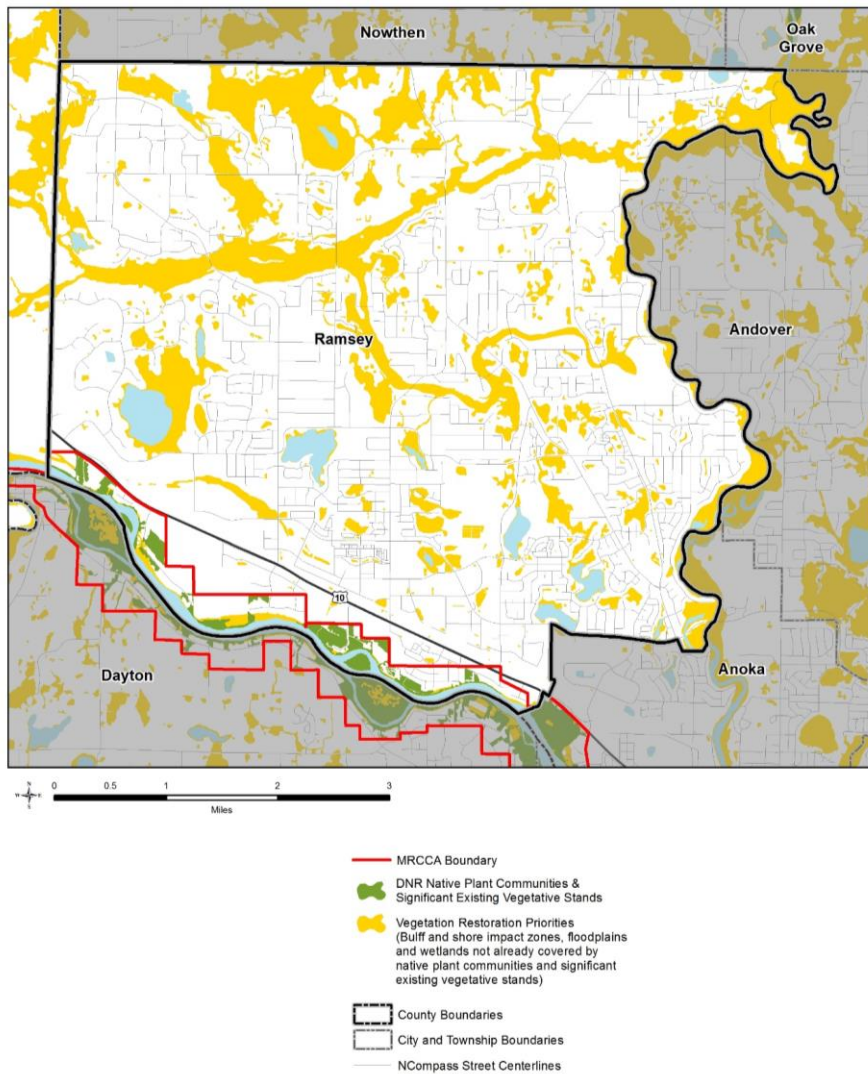 Nowthen
Oak
Grove
Ramsey
Andover
10
Dayton
Anoka
N
W
E
S
0 0.5 1 2 3
Miles
MRCCA Boundary
DNR Native Plant Communities &
Significant Existing Vegetative Stands
Vegetation Restoration Priorities
(Bulff and shore impact zones, floodplains
and wetlands not already covered by
native plant communities and significant
existing vegetative stands)
County Boundaries
City and Township Boundaries
NCompass Street Centerlines